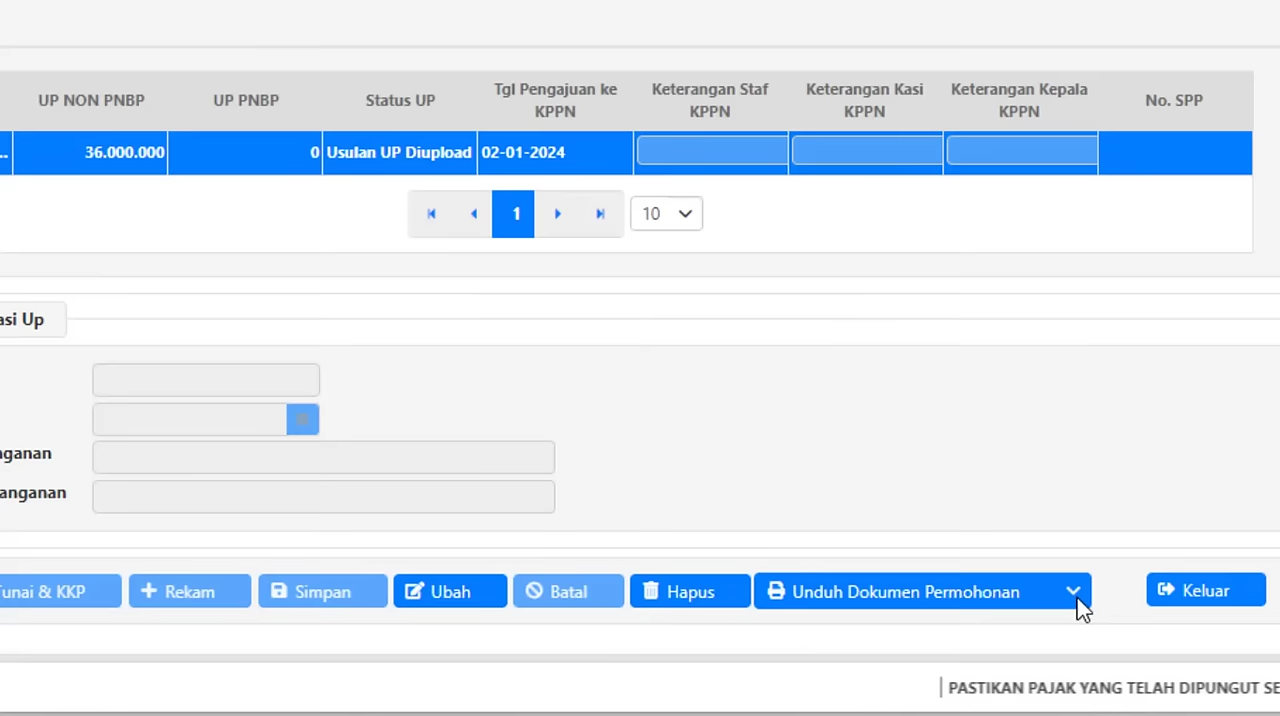 UP NON PNBP
UP PNBP
Status UP
Tgl Pengajuan ke
KPPN
Keterangan Staf
KPPN
Keterangan Kasi
KPPN
Keterangan Kepala
KPPN
No. SPP
..
36.000.000
0
Usulan UP Diupload
02-01-2024
1
10
asi Up
nganan
anganan
Tunai & KKP
Rekam
Simpan
Ubah
Batal
Hapus
Unduh Dokumen Permohonan
Keluar
PASTIKAN PAJAK YANG TELAH DIPUNGUT SE